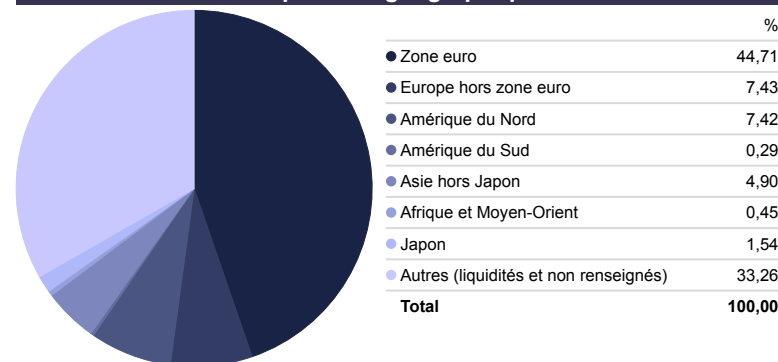 %
Zone euro 44,71
Europe hors zone euro 7,43
Amérique du Nord 7,42
Amérique du Sud 0,29
Asie hors Japon 4,90
Afrique et Moyen-Orient 0,45
Japon 1,54
Autres (liquidités et non renseignés) 33,26
Total 100,00